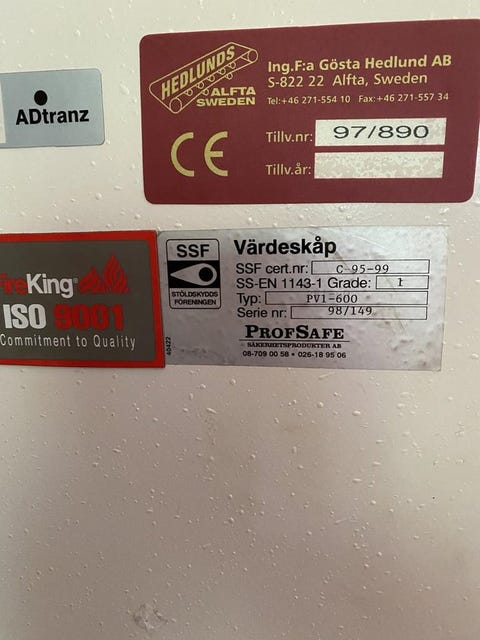 HEDLUNDS
ALFTA
SWEDEN
Ing.F:a Gösta Hedlund AB
S-822 22 Alfta, Sweden
Tel:+46 271-554 10 Fax:+46 271-557 34
CE
Tillv.nr: 97/890
Tillv.år:
ADtranz
FireKing®
ISO 9001
Commitment to Quality
40422
SSF
STÖLDSKYDDS
FÖRENINGEN
Värdeskåp
SSF cert.nr: C-95-99
SS-EN 1143-1 Grade: 1
Typ: PV1-600
Serie nr: 98/149
PROFSAFE
SÄKERHETSPRODUKTER AB
08-709 00 58 • 026-18 95 06